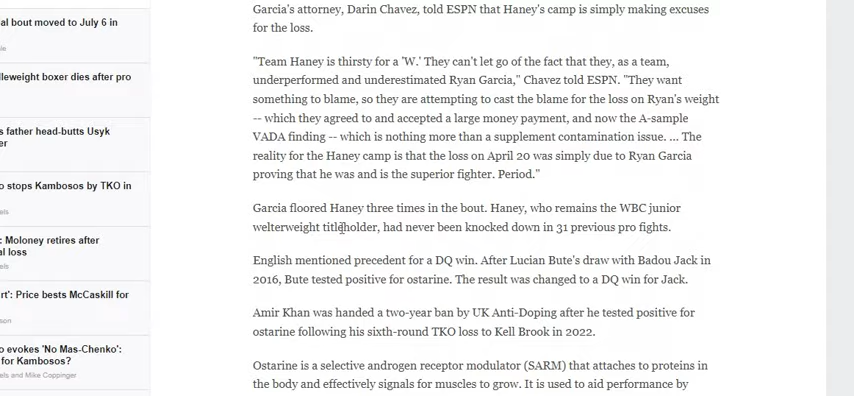 al bout moved to July 6 in
lleweight boxer dies after pro
s father head-butts Usyk
er
o stops Kambosos by TKO in
els
: Moloney retires after
al loss
els
rt': Price bests McCaskill for
son
o evokes 'No Mas-Chenko':
for Kambosos?
els and Mike Coppinger
Garcia's attorney, Darin Chavez, told ESPN that Haney's camp is simply making excuses
for the loss.
"Team Haney is thirsty for a 'W.' They can't let go of the fact that they, as a team,
underperformed and underestimated Ryan Garcia," Chavez told ESPN. "They want
something to blame, so they are attempting to cast the blame for the loss on Ryan's weight
-- which they agreed to and accepted a large money payment, and now the A-sample
VADA finding -- which is nothing more than a supplement contamination issue. ... The
reality for the Haney camp is that the loss on April 20 was simply due to Ryan Garcia
proving that he was and is the superior fighter. Period."
Garcia floored Haney three times in the bout. Haney, who remains the WBC junior
welterweight titleholder, had never been knocked down in 31 previous pro fights.
English mentioned precedent for a DQ win. After Lucian Bute's draw with Badou Jack in
2016, Bute tested positive for ostarine. The result was changed to a DQ win for Jack.
Amir Khan was handed a two-year ban by UK Anti-Doping after he tested positive for
ostarine following his sixth-round TKO loss to Kell Brook in 2022.
Ostarine is a selective androgen receptor modulator (SARM) that attaches to proteins in
the body and effectively signals for muscles to grow. It is used to aid performance by